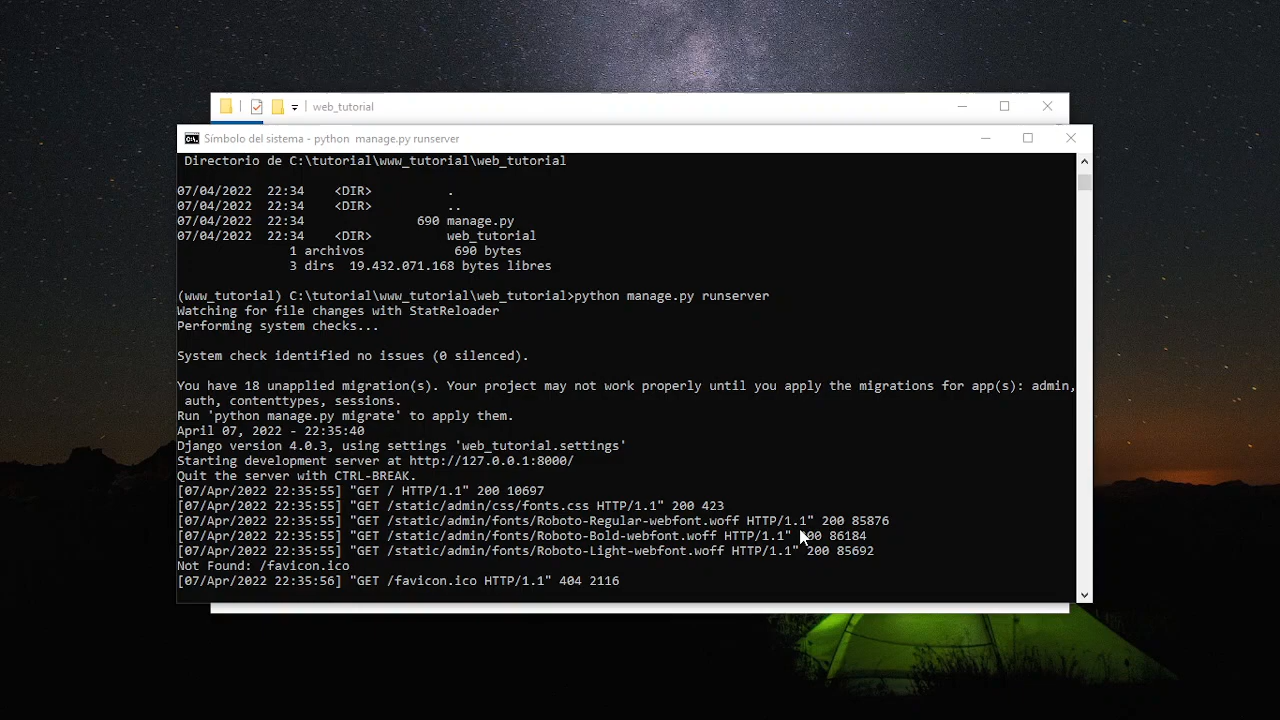 web_tutorial
Símbolo del sistema - python  manage.py runserver
Directorio de C:\tutorial\www_tutorial\web_tutorial
07/04/2022  22:34    <DIR>          .
07/04/2022  22:34    <DIR>          ..
07/04/2022  22:34               690 manage.py
07/04/2022  22:34    <DIR>          web_tutorial
1 archivos            690 bytes
3 dirs  19.432.071.168 bytes libres
(www_tutorial) C:\tutorial\www_tutorial\web_tutorial>python manage.py runserver
Watching for file changes with StatReloader
Performing system checks...
System check identified no issues (0 silenced).
You have 18 unapplied migration(s). Your project may not work properly until you apply the migrations for app(s): admin,
auth, contenttypes, sessions.
Run 'python manage.py migrate' to apply them.
April 07, 2022 - 22:35:40
Django version 4.0.3, using settings 'web_tutorial.settings'
Starting development server at http://127.0.0.1:8000/
Quit the server with CTRL-BREAK.
[07/Apr/2022 22:35:55] "GET / HTTP/1.1" 200 10697
[07/Apr/2022 22:35:55] "GET /static/admin/css/fonts.css HTTP/1.1" 200 423
[07/Apr/2022 22:35:55] "GET /static/admin/fonts/Roboto-Regular-webfont.woff HTTP/1.1" 200 85876
[07/Apr/2022 22:35:55] "GET /static/admin/fonts/Roboto-Bold-webfont.woff HTTP/1.1" 200 86184
[07/Apr/2022 22:35:55] "GET /static/admin/fonts/Roboto-Light-webfont.woff HTTP/1.1" 200 85692
Not Found: /favicon.ico
[07/Apr/2022 22:35:56] "GET /favicon.ico HTTP/1.1" 404 2116